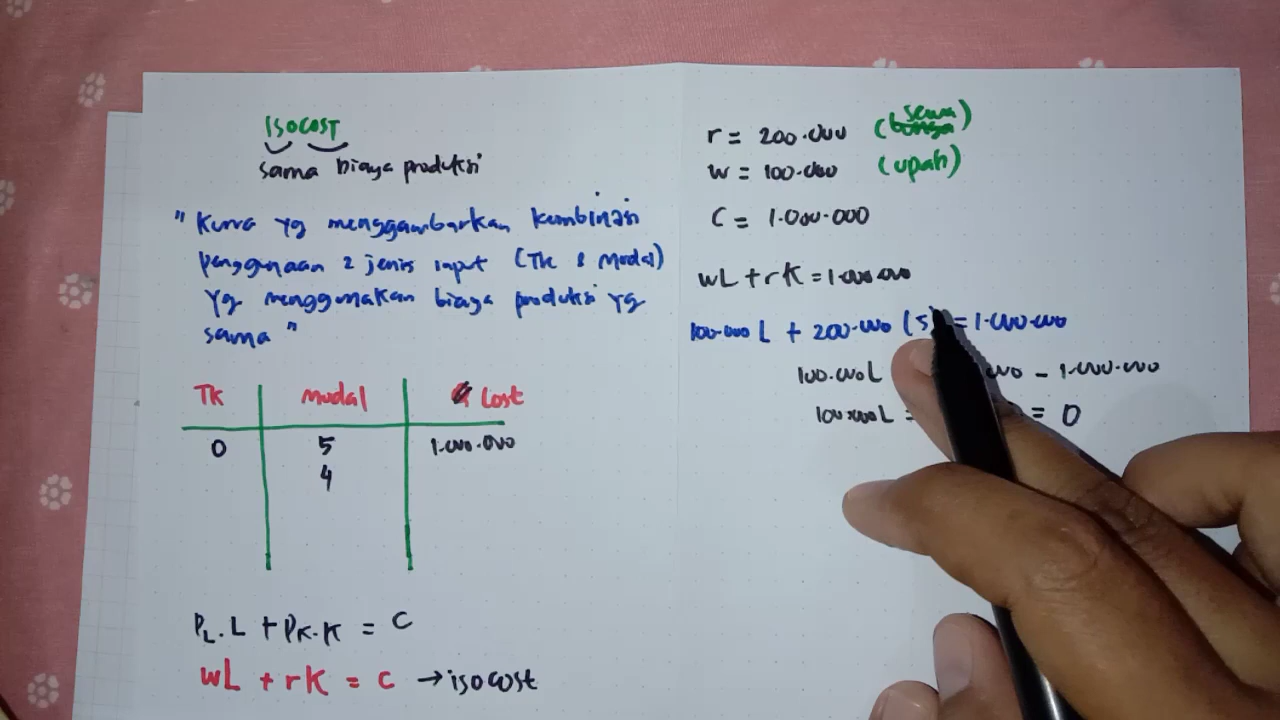 isocost
sama biaya produksi
"Kurva yg menggambarkan kombinasi
penggunaan 2 jenis input (TK & Modal)
Yg menggunakan biaya produksi yg
sama"
TK Modal Cost
0 5 1.000.000
4
PL.L + PK.K = C
wL + rK = C → isocost
r = 200.000 (sewa)
w = 100.000 (upah)
C = 1.000.000
wL + rK = 1.000.000
100.000 L + 200.000 (5) = 1.000.000
100.000L - 1.000.000
100.000L = = 0